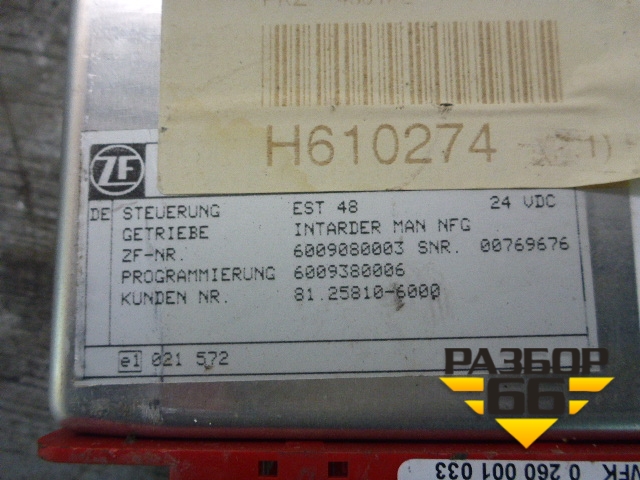 H610274
ZF
DE STEUERUNG EST 48 24 VDC
GETRIEBE INTARDER MAN NFG
ZF-NR. 6009080003 SNR. 00769676
PROGRAMMIERUNG 6009380006
KUNDEN NR. 81.25810-6000
e1 021 572
РАЗБОР
66
0 260 001 033